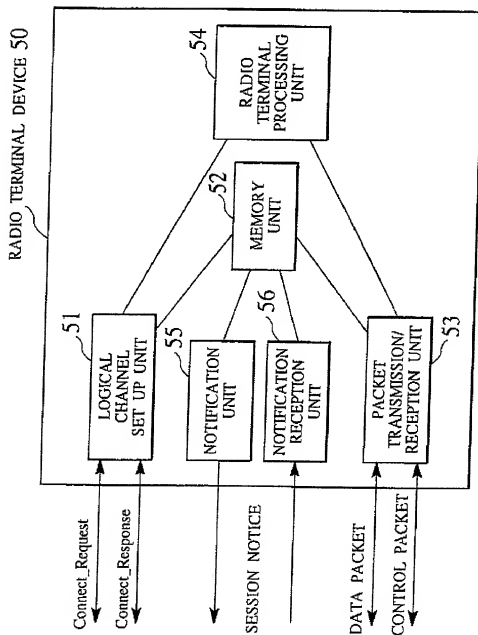 RADIO TERMINAL DEVICE 50
Connect_Request
Connect_Response
SESSION NOTICE
DATA PACKET
CONTROL PACKET
51
LOGICAL
CHANNEL
SET UP UNIT
55
NOTIFICATION
UNIT
56
NOTIFICATION
RECEPTION
UNIT
PACKET
TRANSMISSION/
RECEPTION UNIT
53
52
MEMORY
UNIT
54
RADIO
TERMINAL
PROCESSING
UNIT